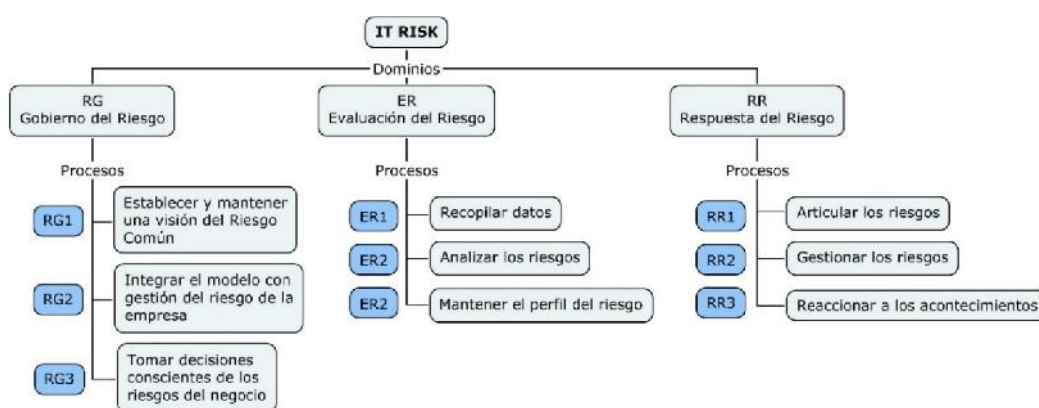 IT RISK
Dominios
RG
Gobierno del Riesgo
ER
Evaluación del Riesgo
RR
Respuesta del Riesgo
Procesos
Procesos
Procesos
RG1
Establecer y mantener
una visión del Riesgo
Común
RG2
Integrar el modelo con
gestión del riesgo de la
empresa
RG3
Tomar decisiones
conscientes de los
riesgos del negocio
ER1
Recopilar datos
ER2
Analizar los riesgos
ER2
Mantener el perfil del riesgo
RR1
Articular los riesgos
RR2
Gestionar los riesgos
RR3
Reaccionar a los acontecimientos